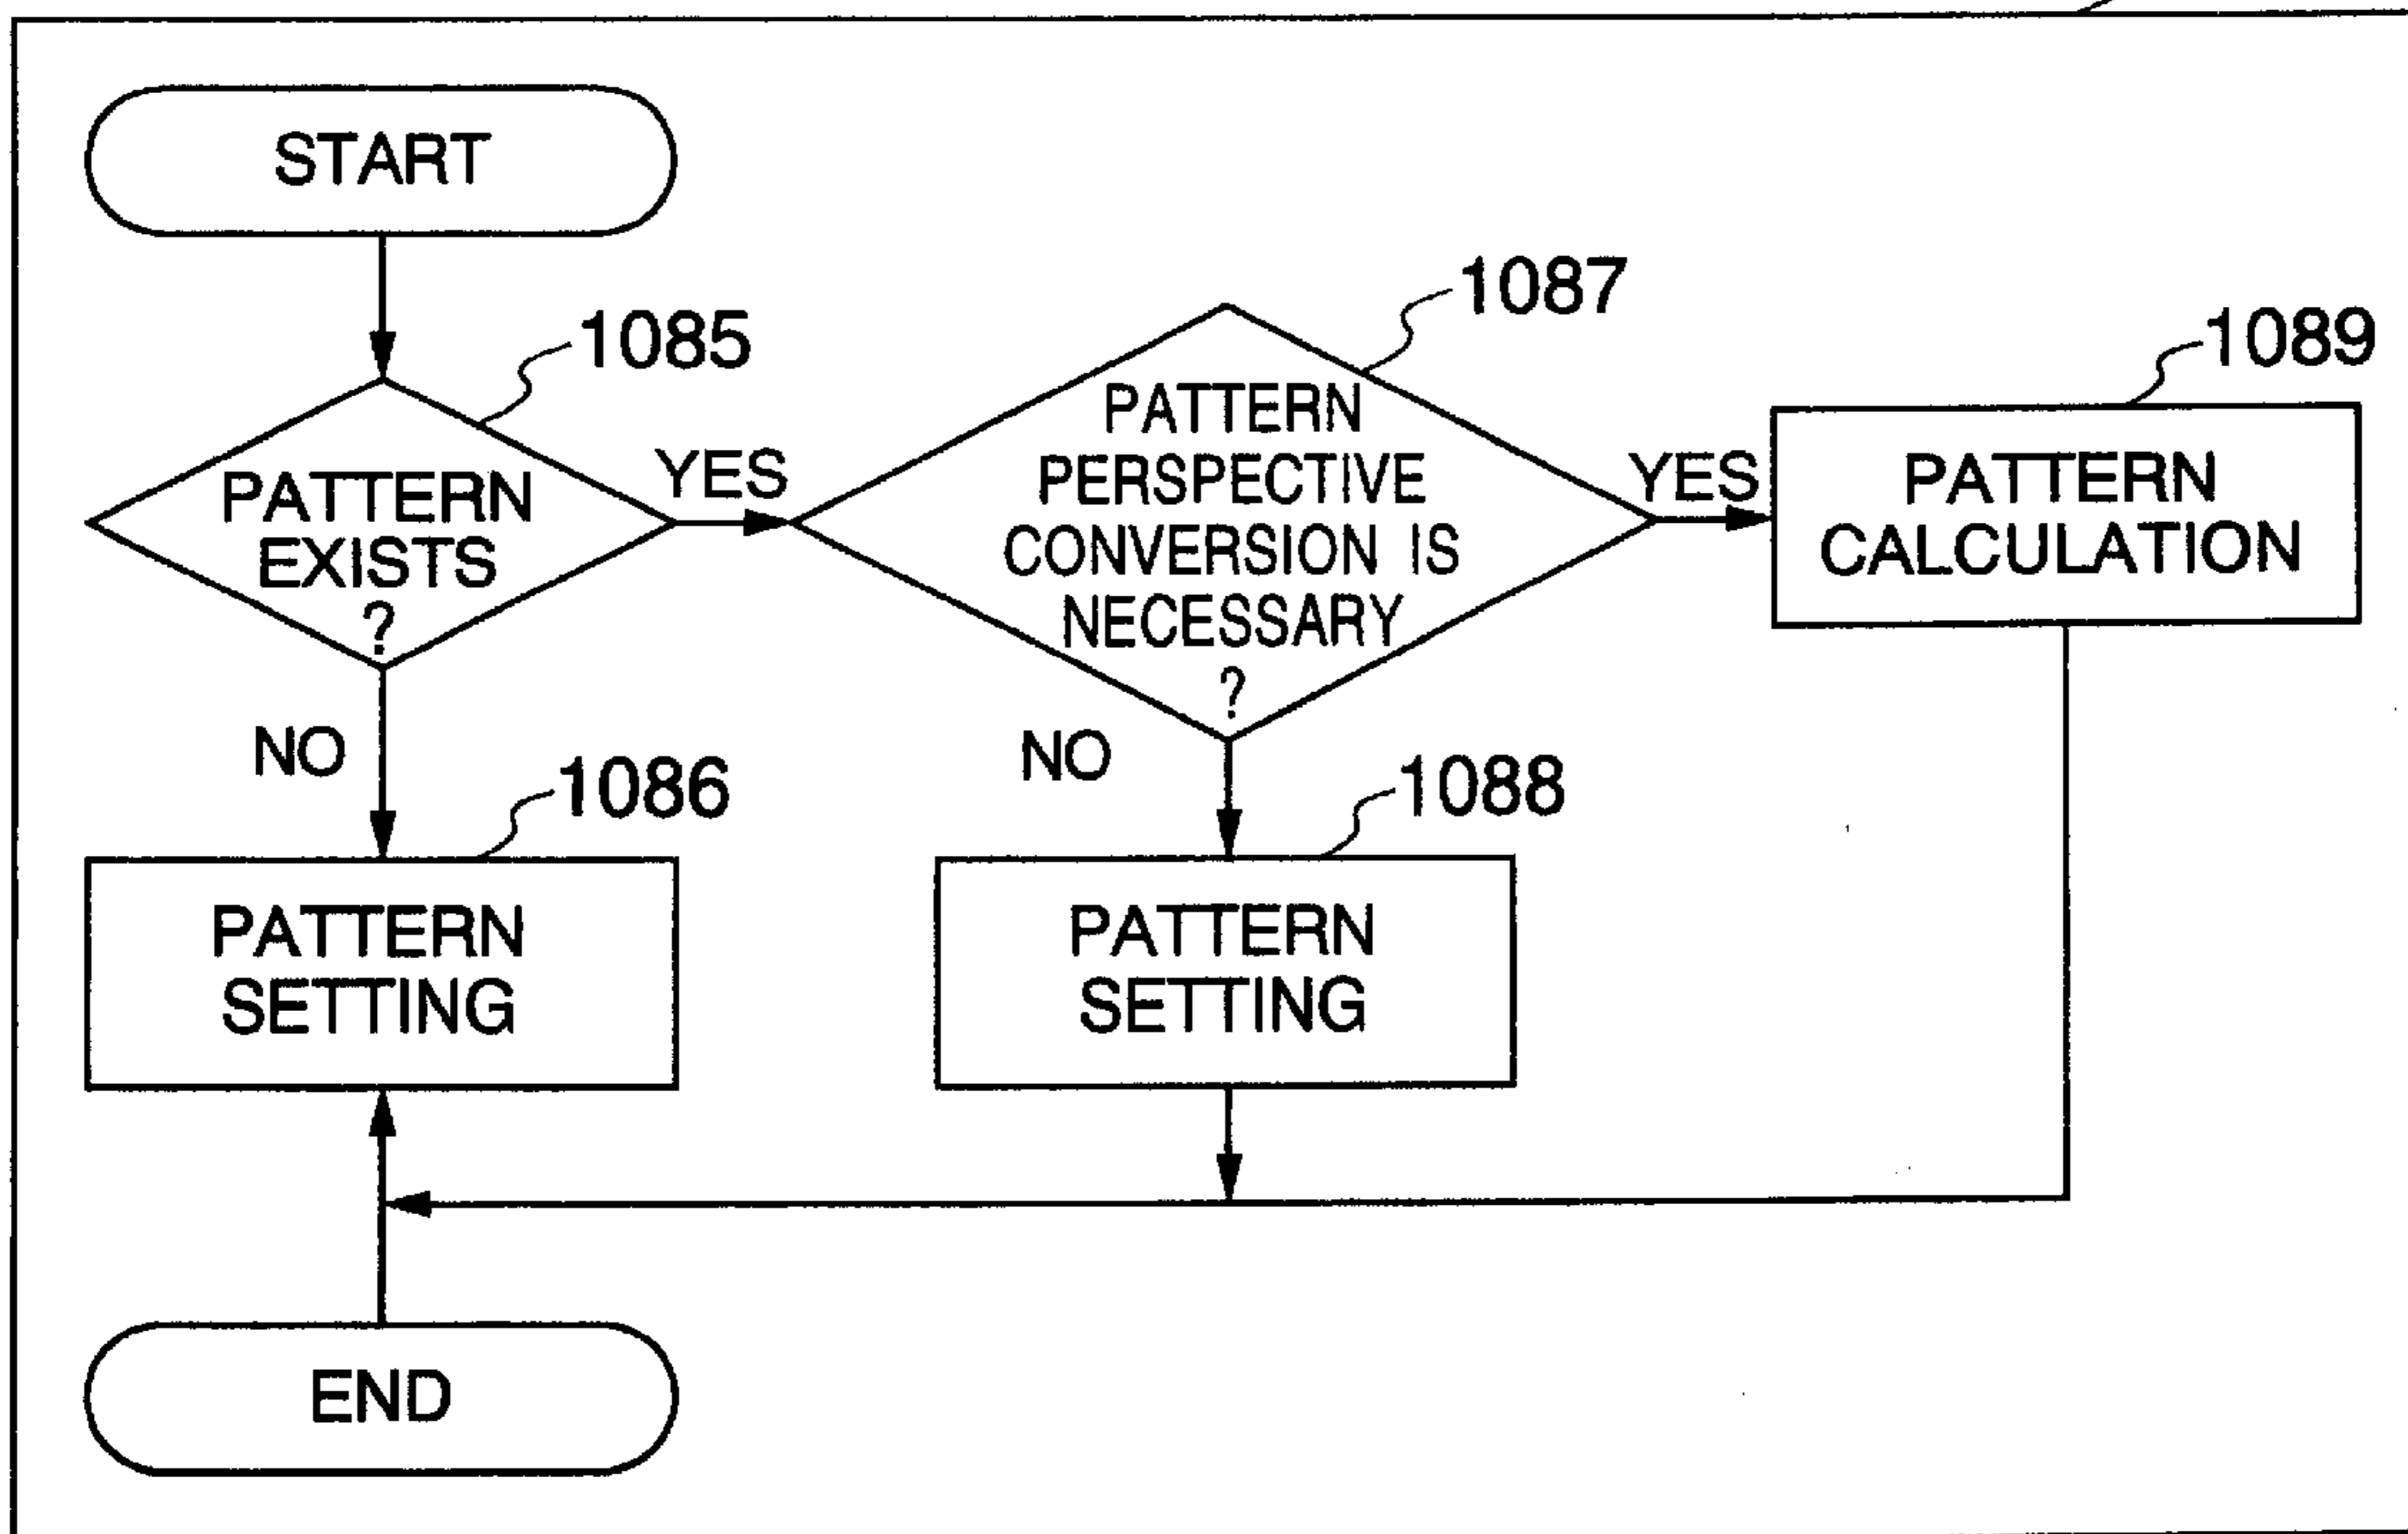 START
1085
PATTERN
EXISTS
?
YES
NO
1087
PATTERN
PERSPECTIVE
CONVERSION IS
NECESSARY
?
YES
NO
1089
PATTERN
CALCULATION
1086
PATTERN
SETTING
1088
PATTERN
SETTING
END